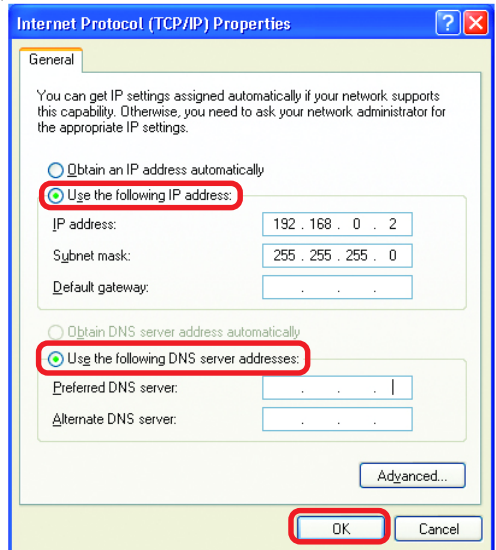 Internet Protocol (TCP/IP) Properties
General
You can get IP settings assigned automatically if your network supports
this capability. Otherwise, you need to ask your network administrator for
the appropriate IP settings.
Obtain an IP address automatically
Use the following IP address:
IP address: 192 . 168 . 0 . 2
Subnet mask: 255 . 255 . 255 . 0
Default gateway: . . .
Obtain DNS server address automatically
Use the following DNS server addresses:
Preferred DNS server: . . .
Alternate DNS server: . . .
Advanced...
OK Cancel